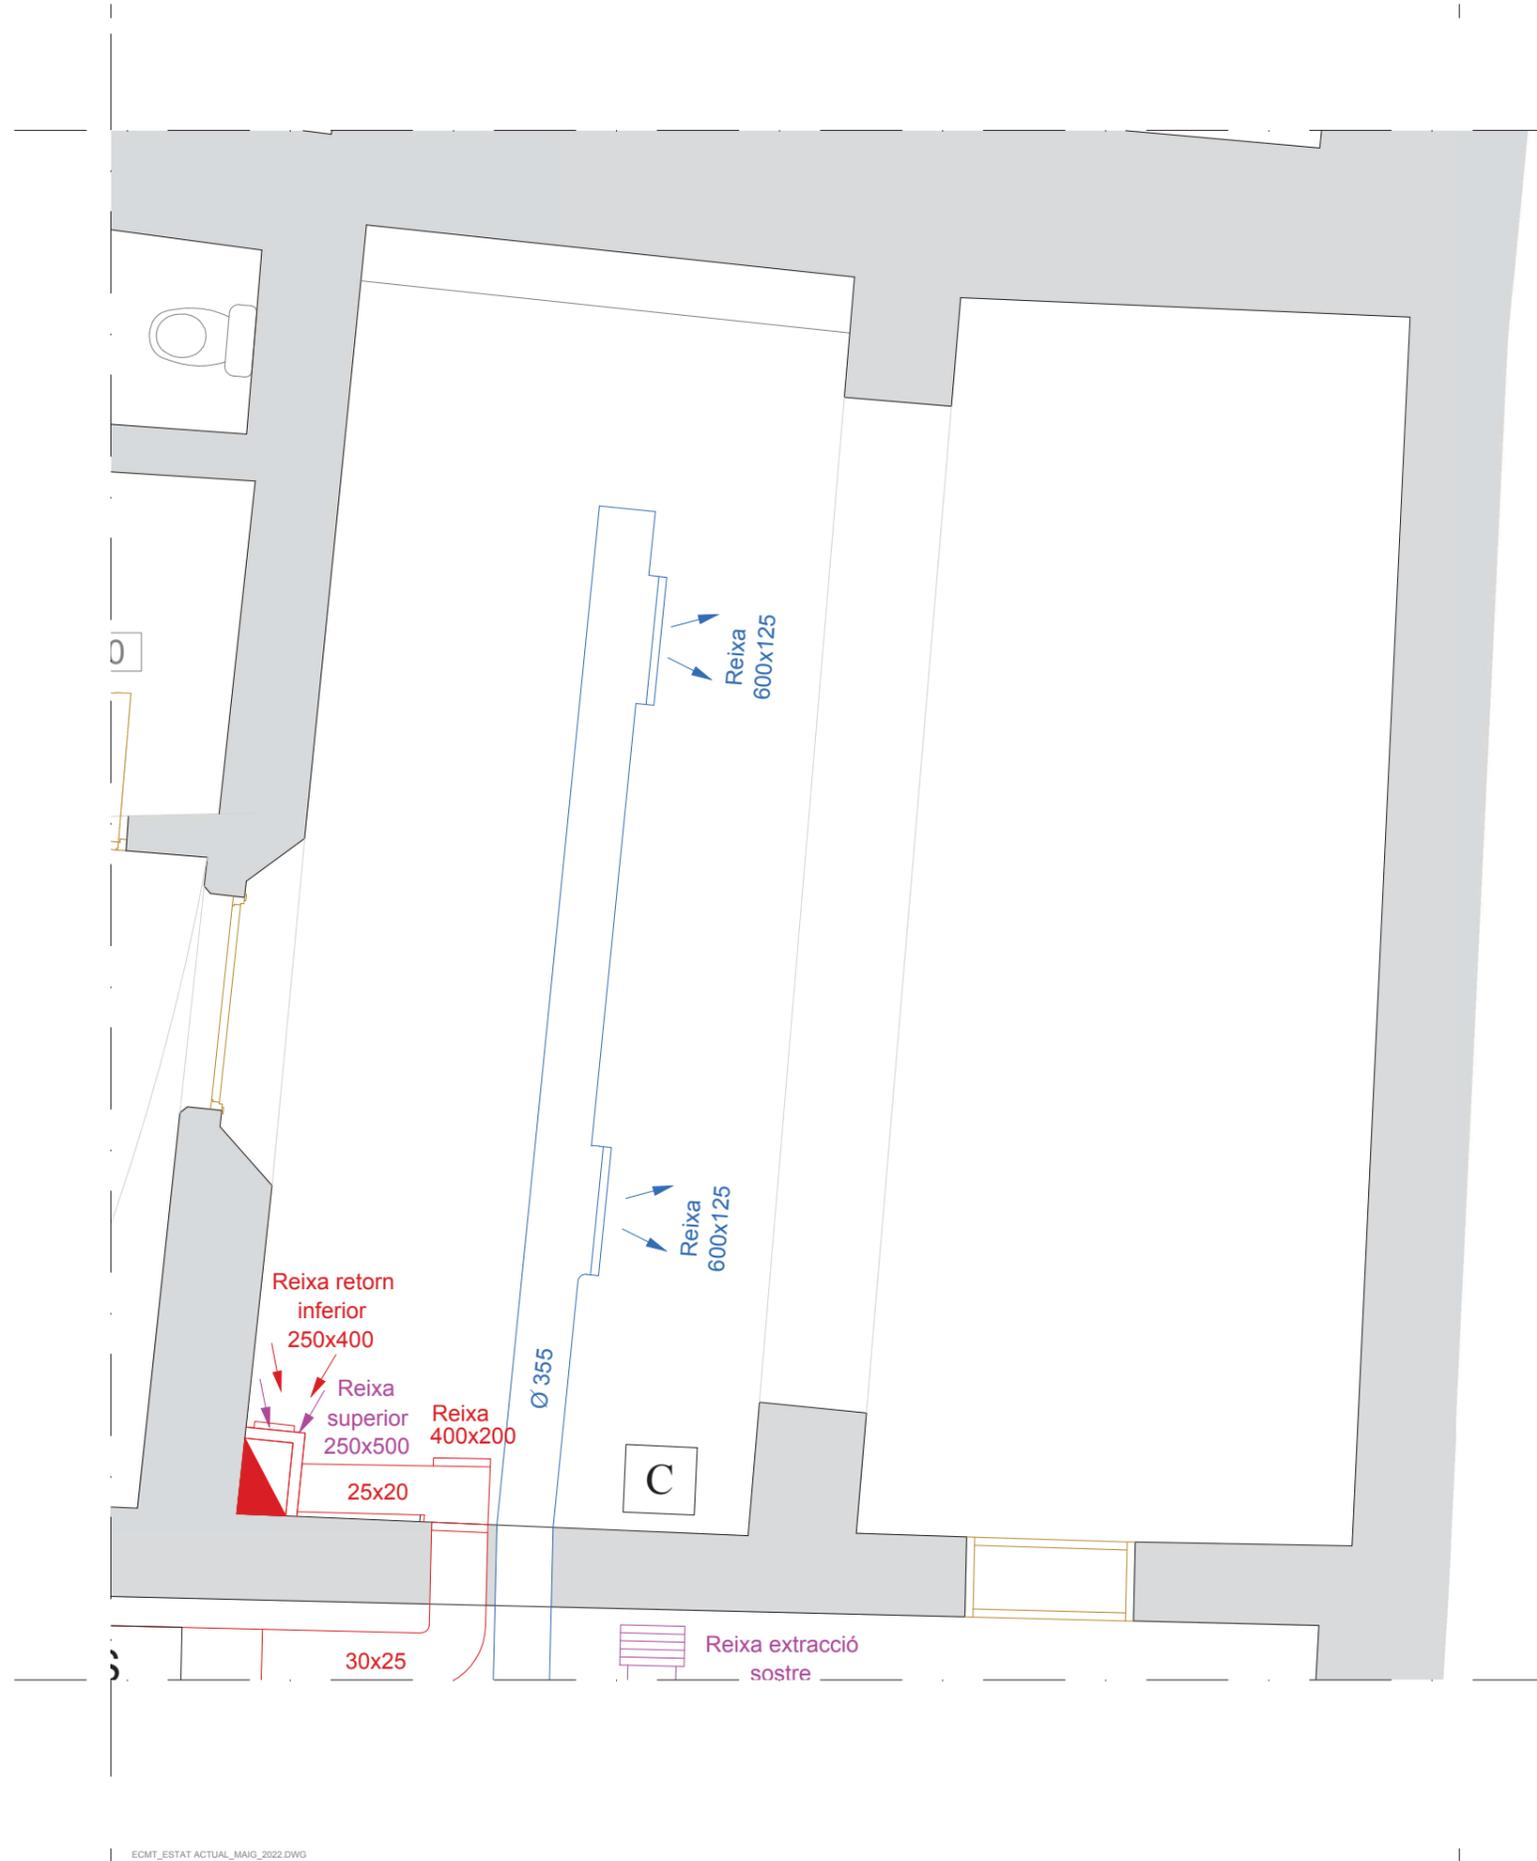 0
Reixa
600x125
Reixa
600x125
Reixa retorn
inferior
250x400
Reixa
superior
250x500
Reixa
400x200
Ø 355
25x20
C
30x25
Reixa extracció
sostre
S
ECMT_ESTAT ACTUAL_MAIG_2022.DWG